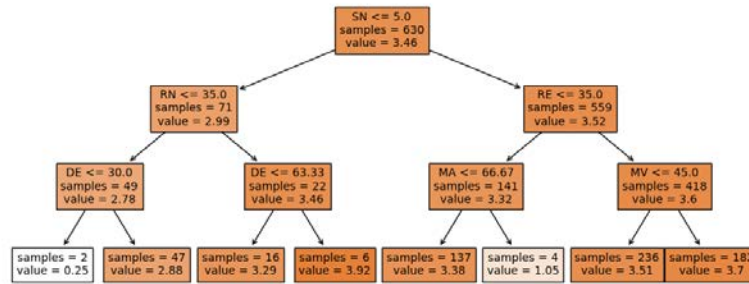 SN <= 5.0
samples = 630
value = 3.46
RN <= 35.0
samples = 71
value = 2.99
RE <= 35.0
samples = 559
value = 3.52
DE <= 30.0
samples = 49
value = 2.78
DE <= 63.33
samples = 22
value = 3.46
MA <= 66.67
samples = 141
value = 3.32
MV <= 45.0
samples = 418
value = 3.6
samples = 2
value = 0.25
samples = 47
value = 2.88
samples = 16
value = 3.29
samples = 6
value = 3.92
samples = 137
value = 3.38
samples = 4
value = 1.05
samples = 236
value = 3.51
samples = 182
value = 3.7